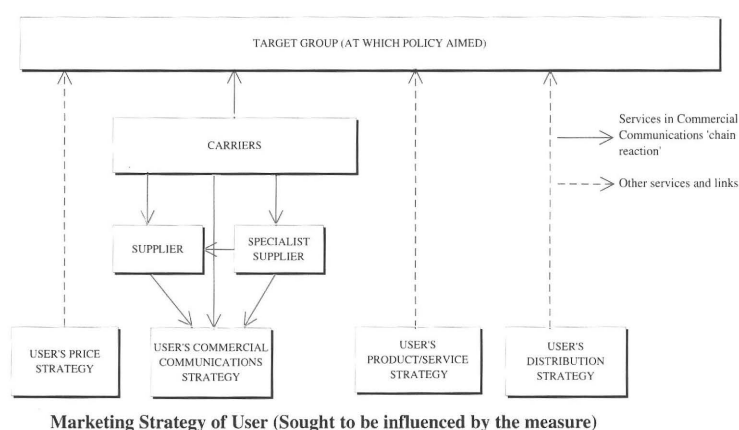 TARGET GROUP (AT WHICH POLICY AIMED)
CARRIERS
Services in Commercial
Communications 'chain
reaction'
Other services and links
SUPPLIER
SPECIALIST
SUPPLIER
USER'S PRICE
STRATEGY
USER'S COMMERCIAL
COMMUNICATIONS
STRATEGY
USER'S
PRODUCT/SERVICE
STRATEGY
USER'S
DISTRIBUTION
STRATEGY
Marketing Strategy of User (Sought to be influenced by the measure)